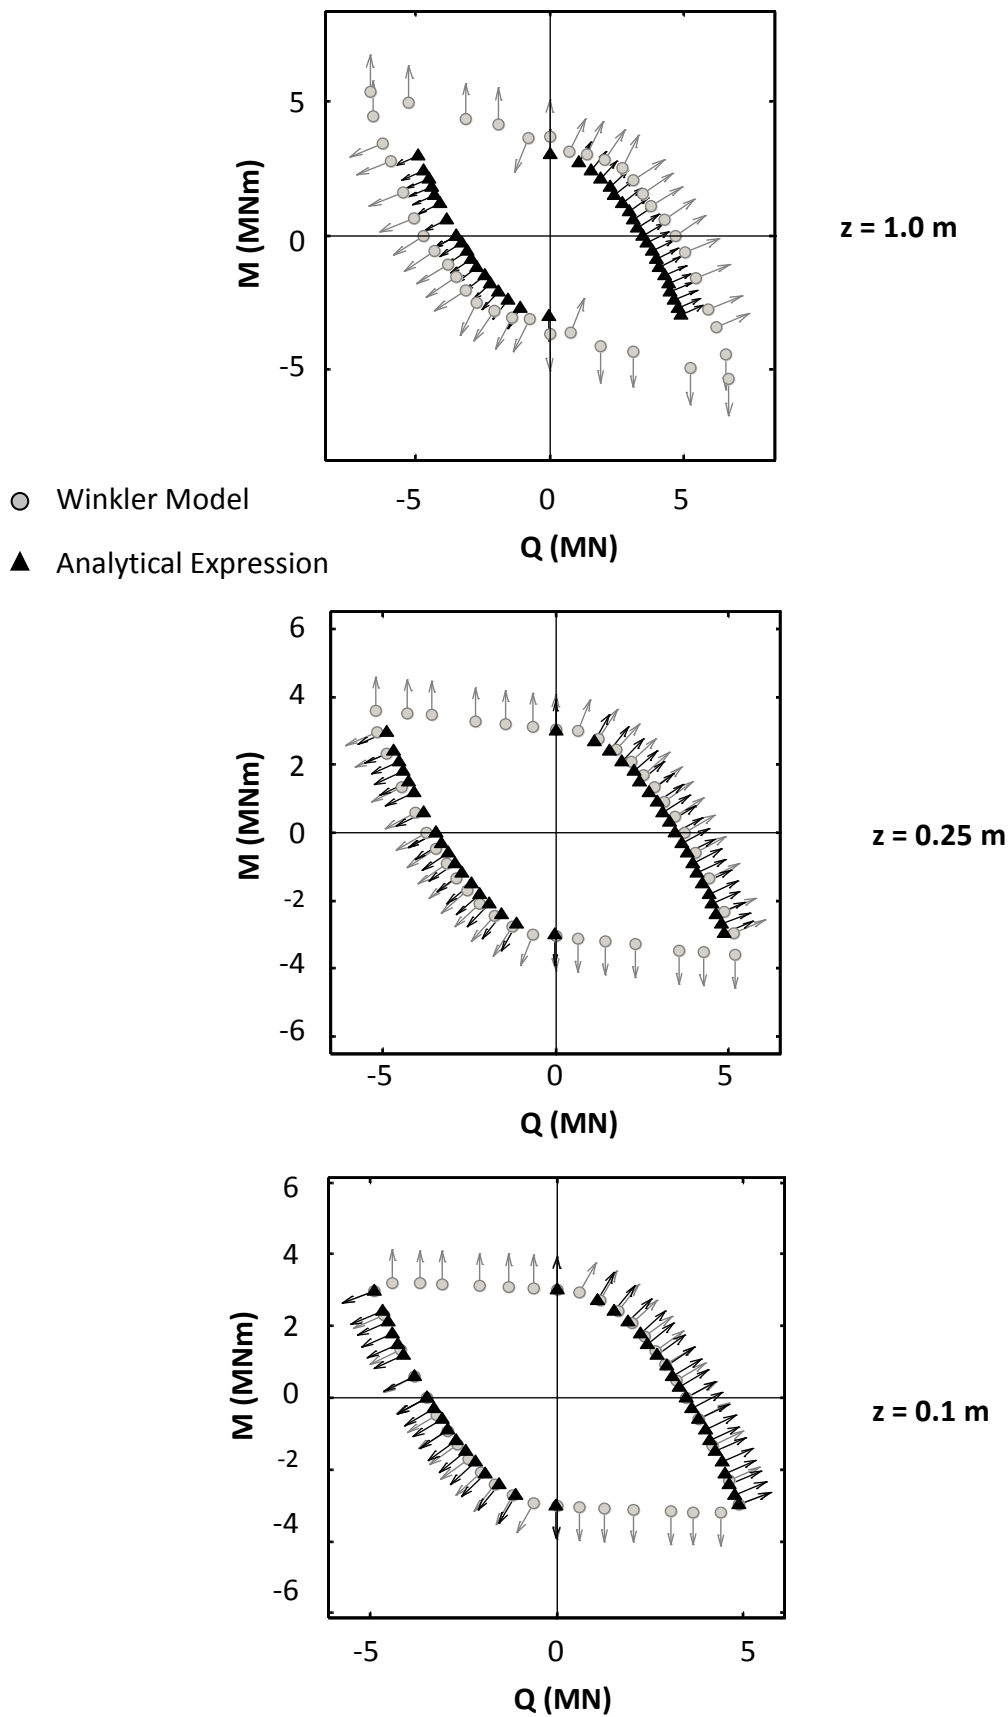 5
0
-5
M (MNm)
z = 1.0 m
-5
0
5
Q (MN)
Winkler Model
Analytical Expression
6
4
2
0
-2
-4
-6
M (MNm)
z = 0.25 m
-5
0
5
Q (MN)
6
4
2
0
-2
-4
-6
M (MNm)
z = 0.1 m
-5
0
5
Q (MN)